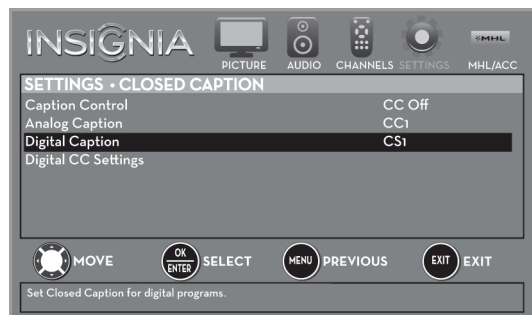 INSIGNIA
PICTURE AUDIO CHANNELS SETTINGS MHL MHL/ACC
SETTINGS • CLOSED CAPTION
Caption Control CC Off
Analog Caption CC1
Digital Caption CS1
Digital CC Settings
MOVE OK ENTER SELECT MENU PREVIOUS EXIT EXIT
Set Closed Caption for digital programs.